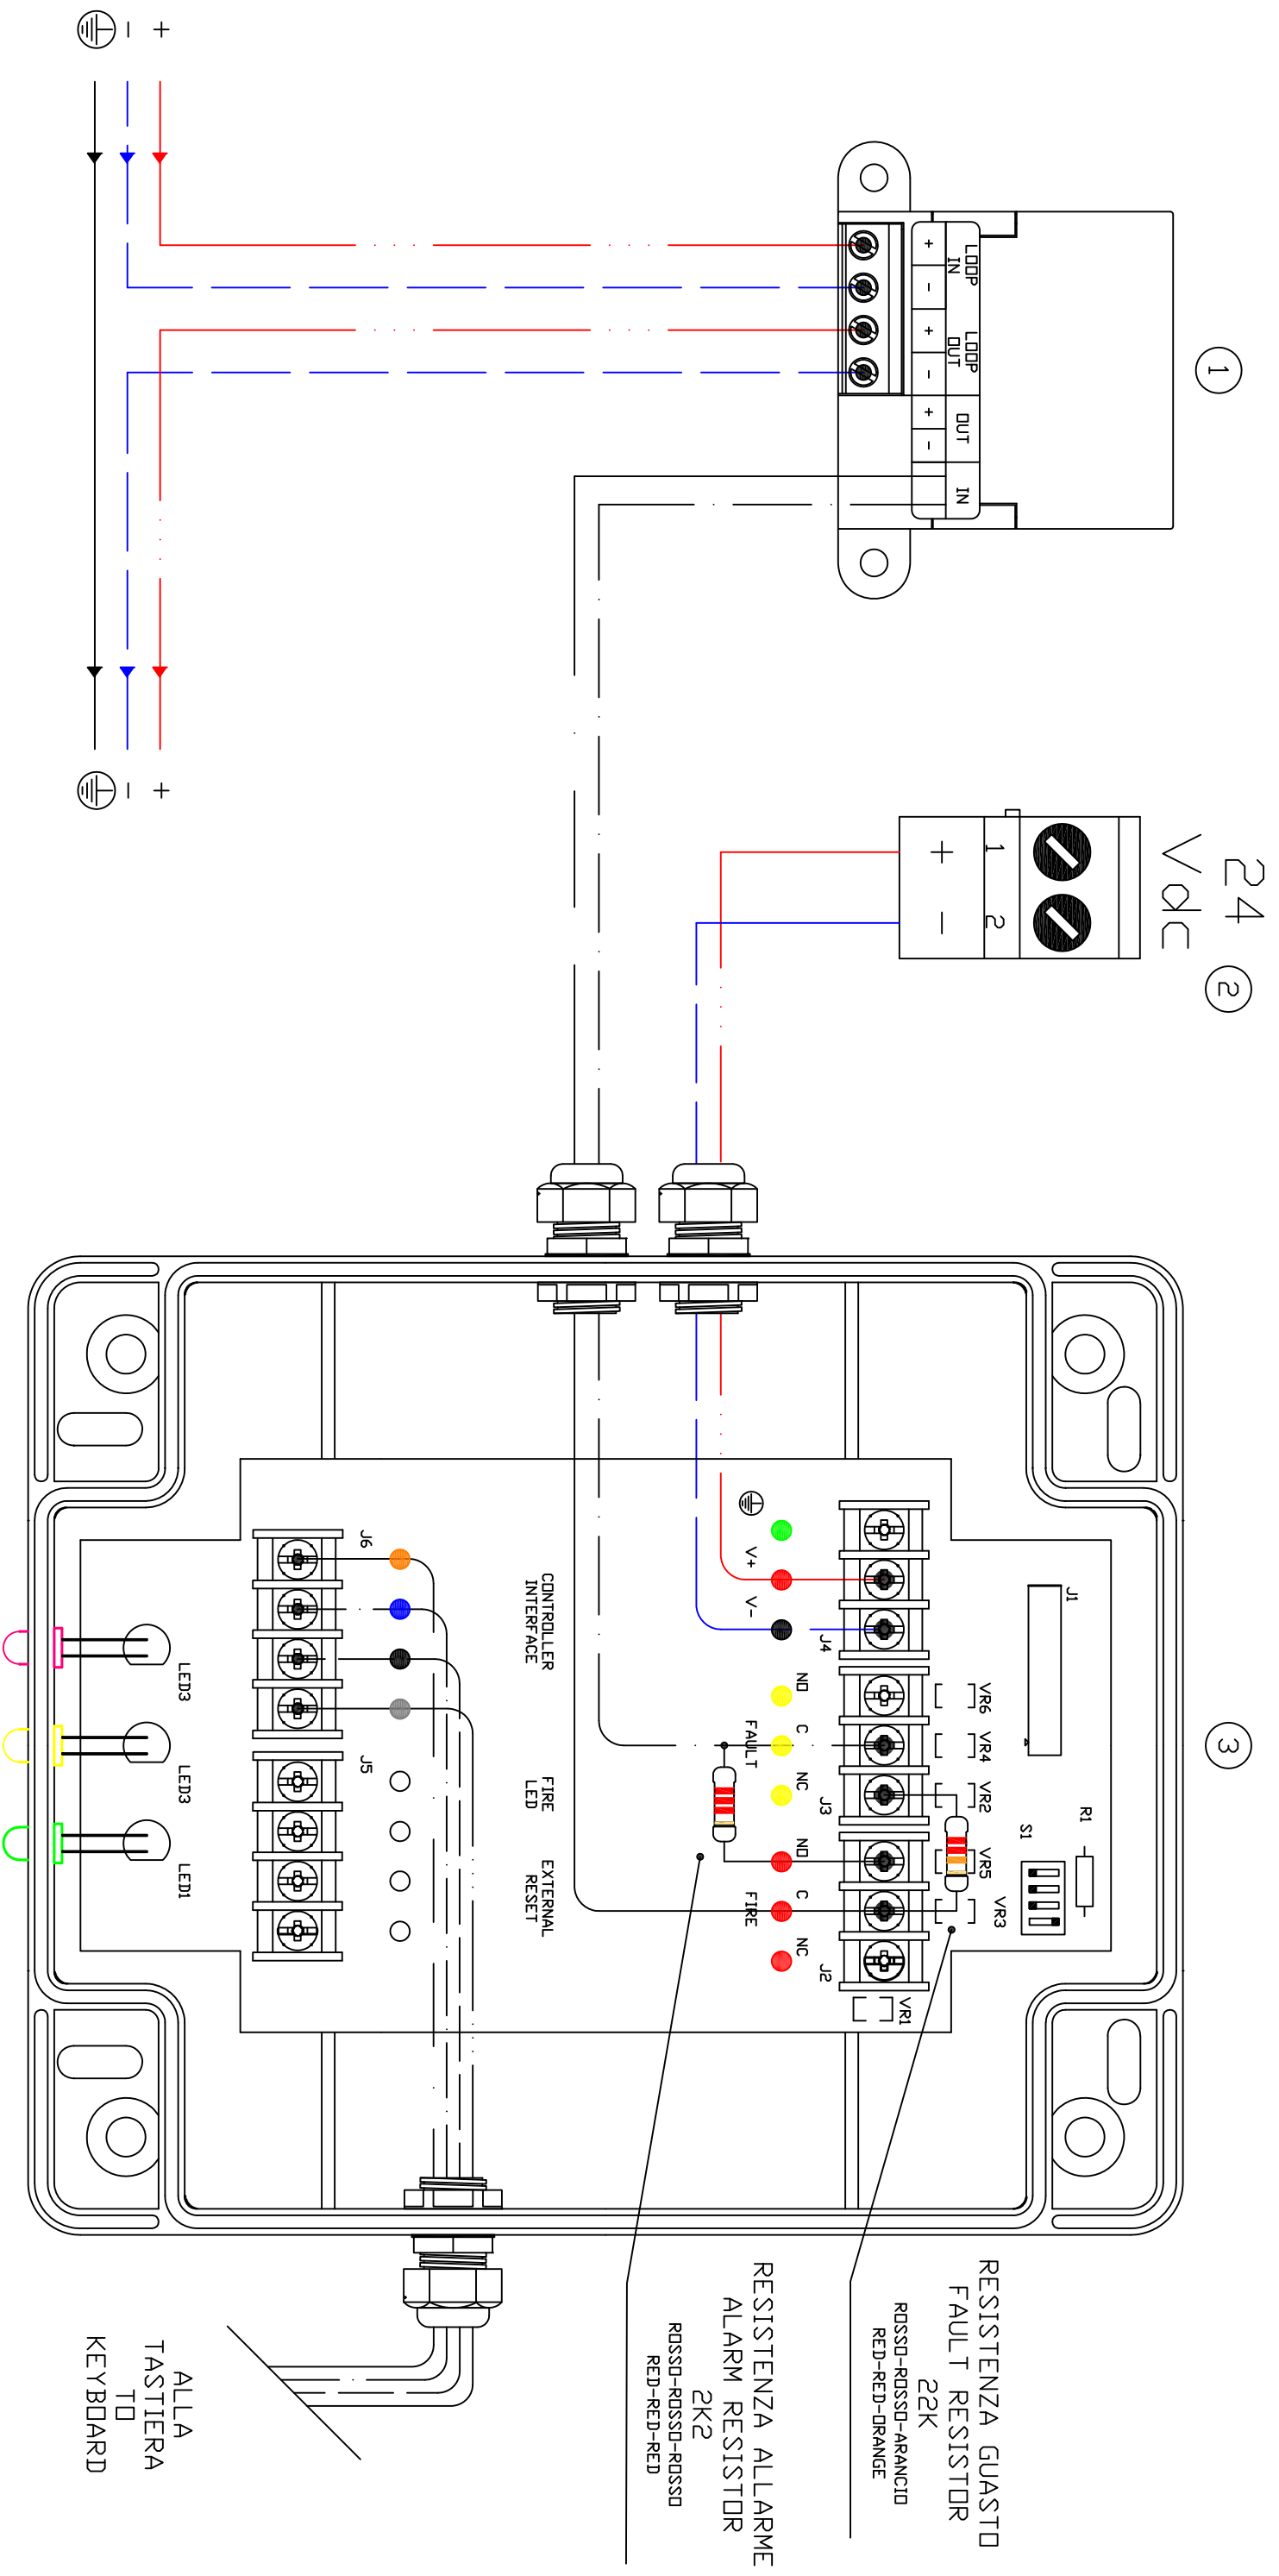 1
LOOP
IN
LOOP
OUT
OUT
IN
+ - + - + -
+
-
+
-
24
Vdc
2
1 2
+ -
3
J1
VR6
VR4
VR2
VR5
VR3
R1
S1
VR1
J4
J3
J2
V+
V-
NO
C
NC
FAULT
NO
C
NC
FIRE
CONTROLLER
INTERFACE
FIRE
LED
EXTERNAL
RESET
J6
J5
LED3
LED3
LED1
RESISTENZA GUASTO
FAULT RESISTOR
22K
ROSSO-ROSSO-ARANCIO
RED-RED-ORANGE
RESISTENZA ALLARME
ALARM RESISTOR
2K2
ROSSO-ROSSO-ROSSO
RED-RED-RED
ALLA
TASTIERA
TO
KEYBOARD